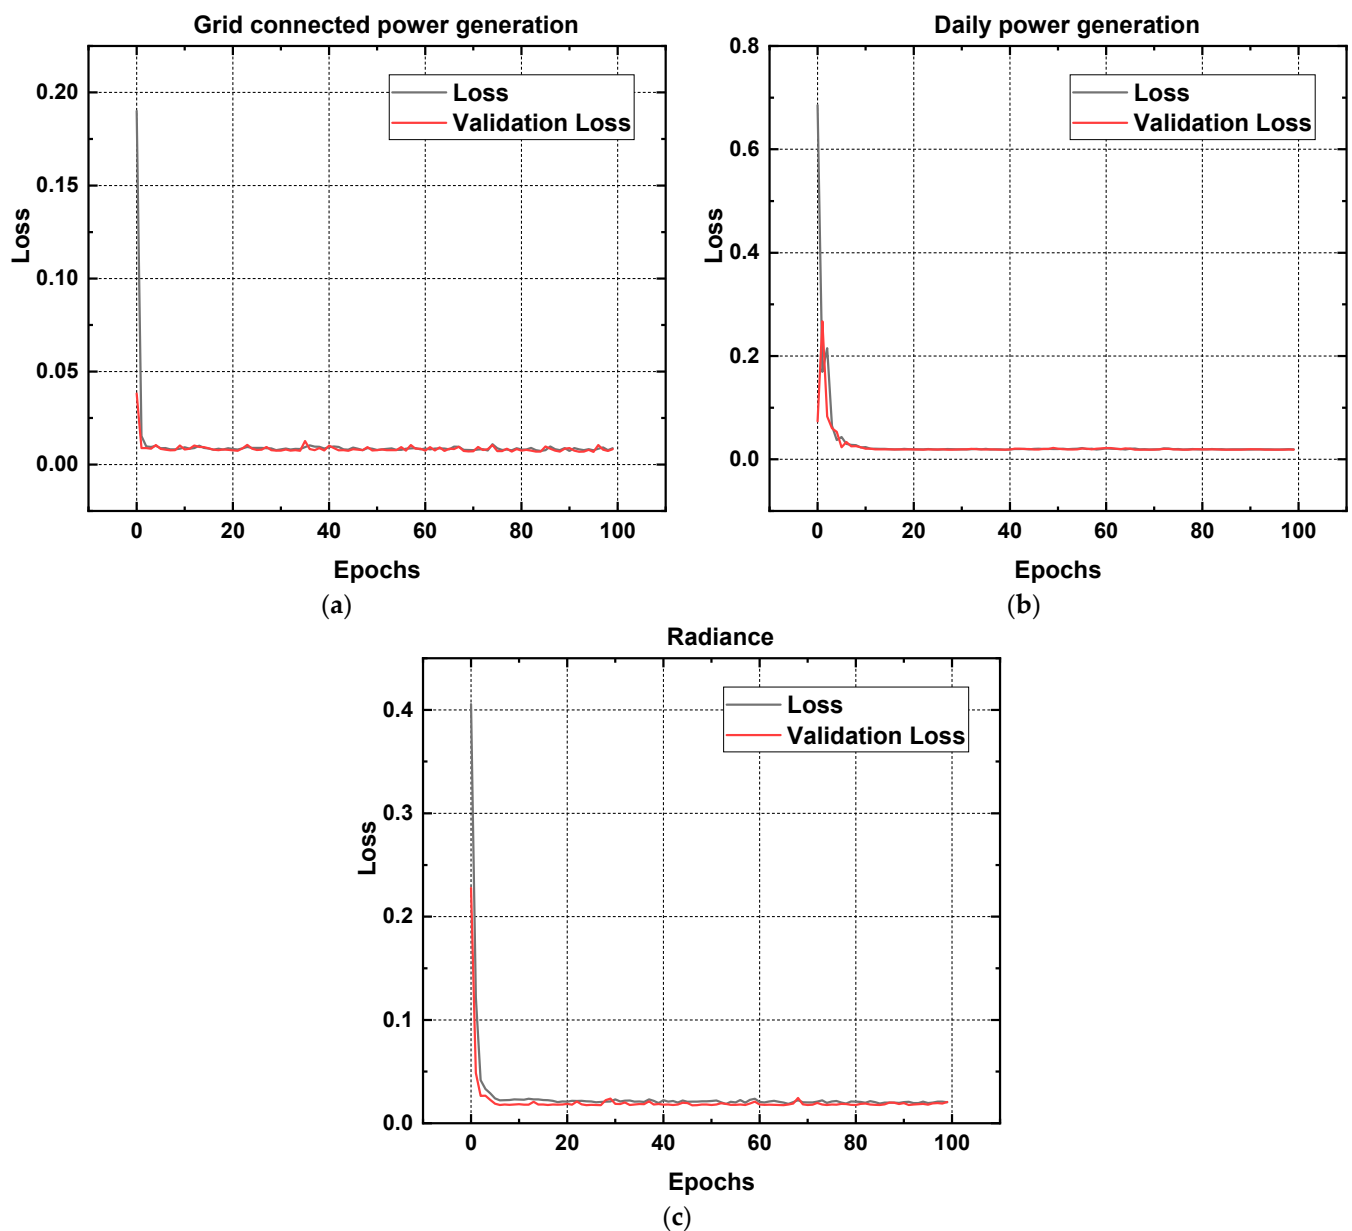 Grid connected power generation
Loss
Validation Loss
0.20
0.15
0.10
0.05
0.00
Loss
0 20 40 60 80 100
Epochs
(a)
Daily power generation
Loss
Validation Loss
0.8
0.6
0.4
0.2
0.0
Loss
0 20 40 60 80 100
Epochs
(b)
Radiance
Loss
Validation Loss
0.4
0.3
0.2
0.1
0.0
Loss
0 20 40 60 80 100
Epochs
(c)